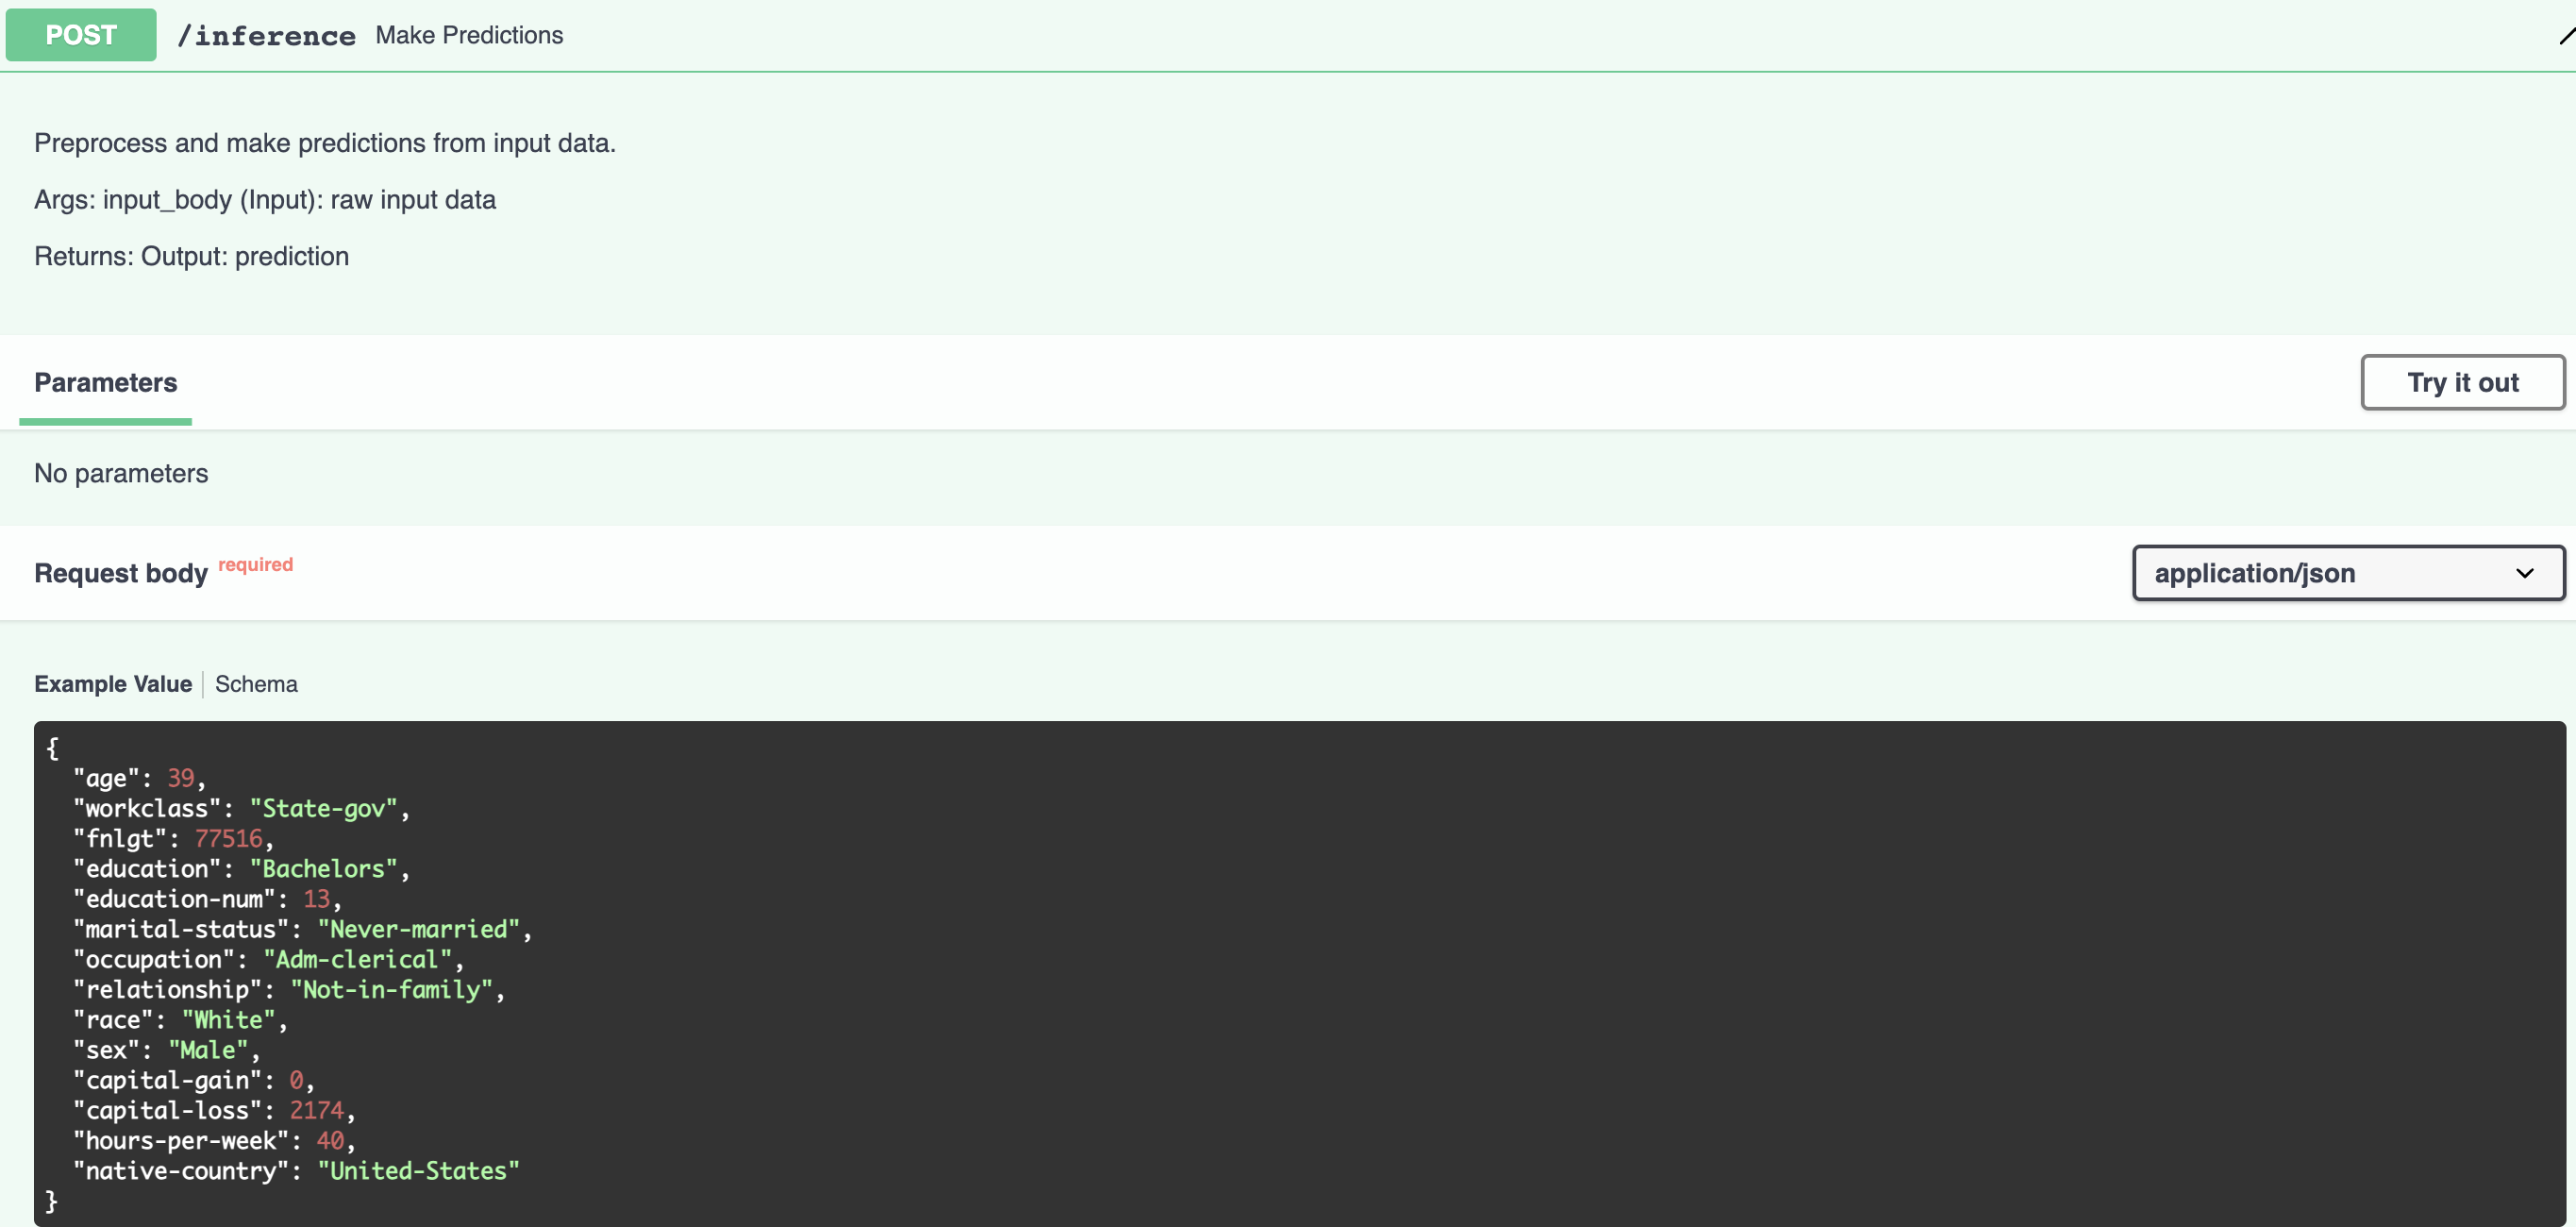 POST /inference Make Predictions
Preprocess and make predictions from input data.
Args: input_body (Input): raw input data
Returns: Output: prediction
Parameters
Try it out
No parameters
Request body required
application/json
Example Value | Schema
{
  "age": 39,
  "workclass": "State-gov",
  "fnlgt": 77516,
  "education": "Bachelors",
  "education-num": 13,
  "marital-status": "Never-married",
  "occupation": "Adm-clerical",
  "relationship": "Not-in-family",
  "race": "White",
  "sex": "Male",
  "capital-gain": 0,
  "capital-loss": 2174,
  "hours-per-week": 40,
  "native-country": "United-States"
}